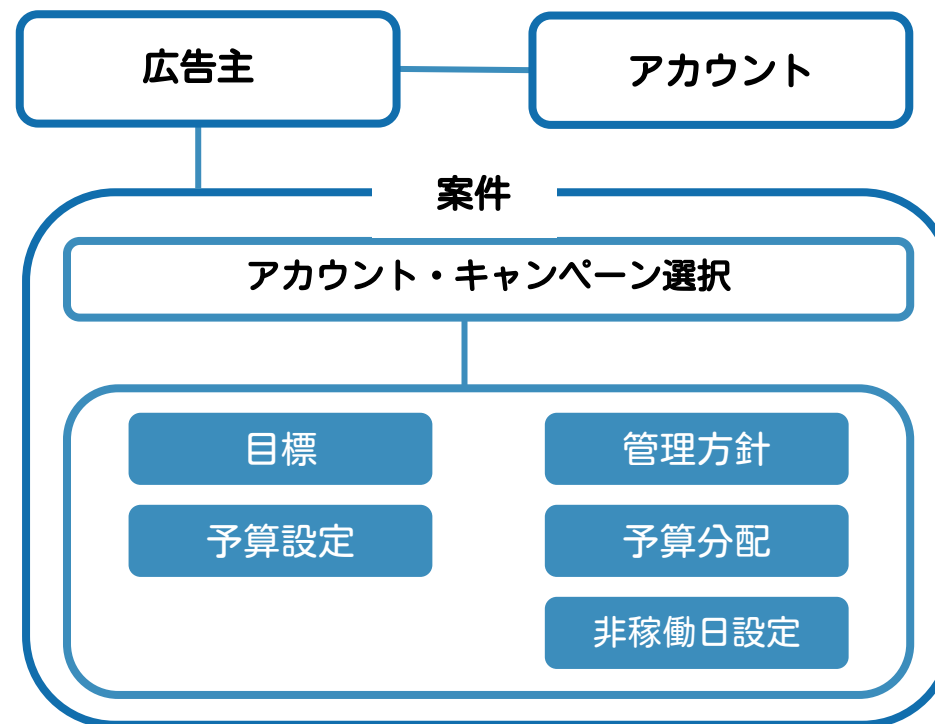 広告主
アカウント
案件
アカウント・キャンペーン選択
目標
管理方針
予算設定
予算分配
非稼働日設定